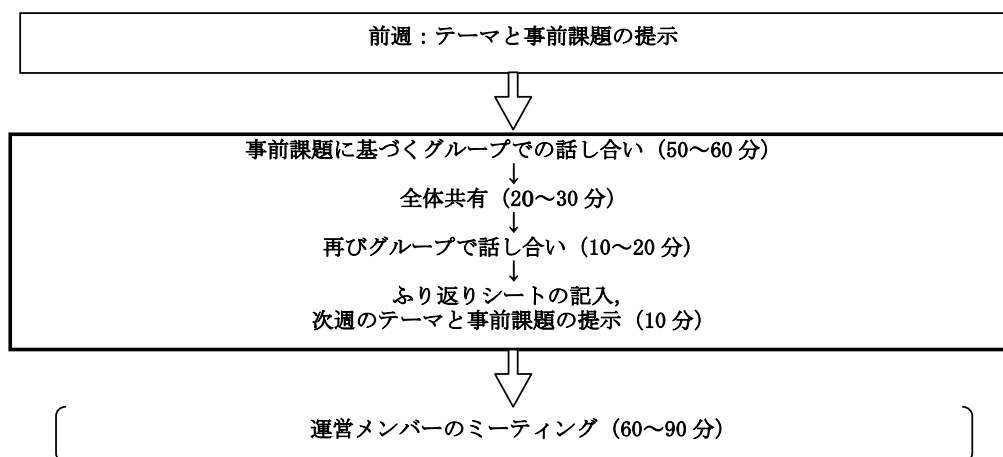 前週：テーマと事前課題の提示
事前課題に基づくグループでの話し合い（50～60 分）
↓
全体共有（20～30 分）
↓
再びグループで話し合い（10～20 分）
↓
ふり返りシートの記入，
次週のテーマと事前課題の提示（10 分）
運営メンバーのミーティング（60～90 分）